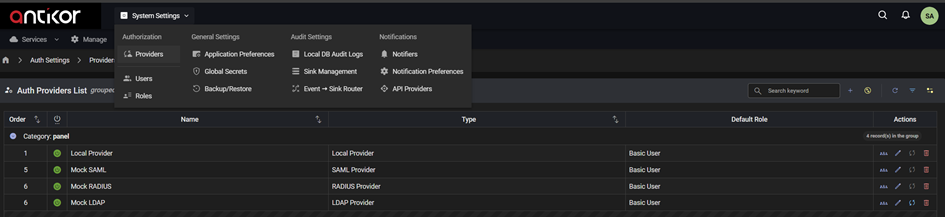 antikor
System Settings
SA
Services
Manage
Authorization
General Settings
Audit Settings
Notifications
Providers
Application Preferences
Local DB Audit Logs
Notifiers
Global Secrets
Sink Management
Notification Preferences
Users
Backup/Restore
Event → Sink Router
API Providers
Roles
Auth Settings
Auth Providers List
Search keyword
Order Name Type Default Role Actions
Category: panel
4 record(s) in the group
1 Local Provider Local Provider Basic User
5 Mock SAML SAML Provider Basic User
6 Mock RADIUS RADIUS Provider Basic User
6 Mock LDAP LDAP Provider Basic User